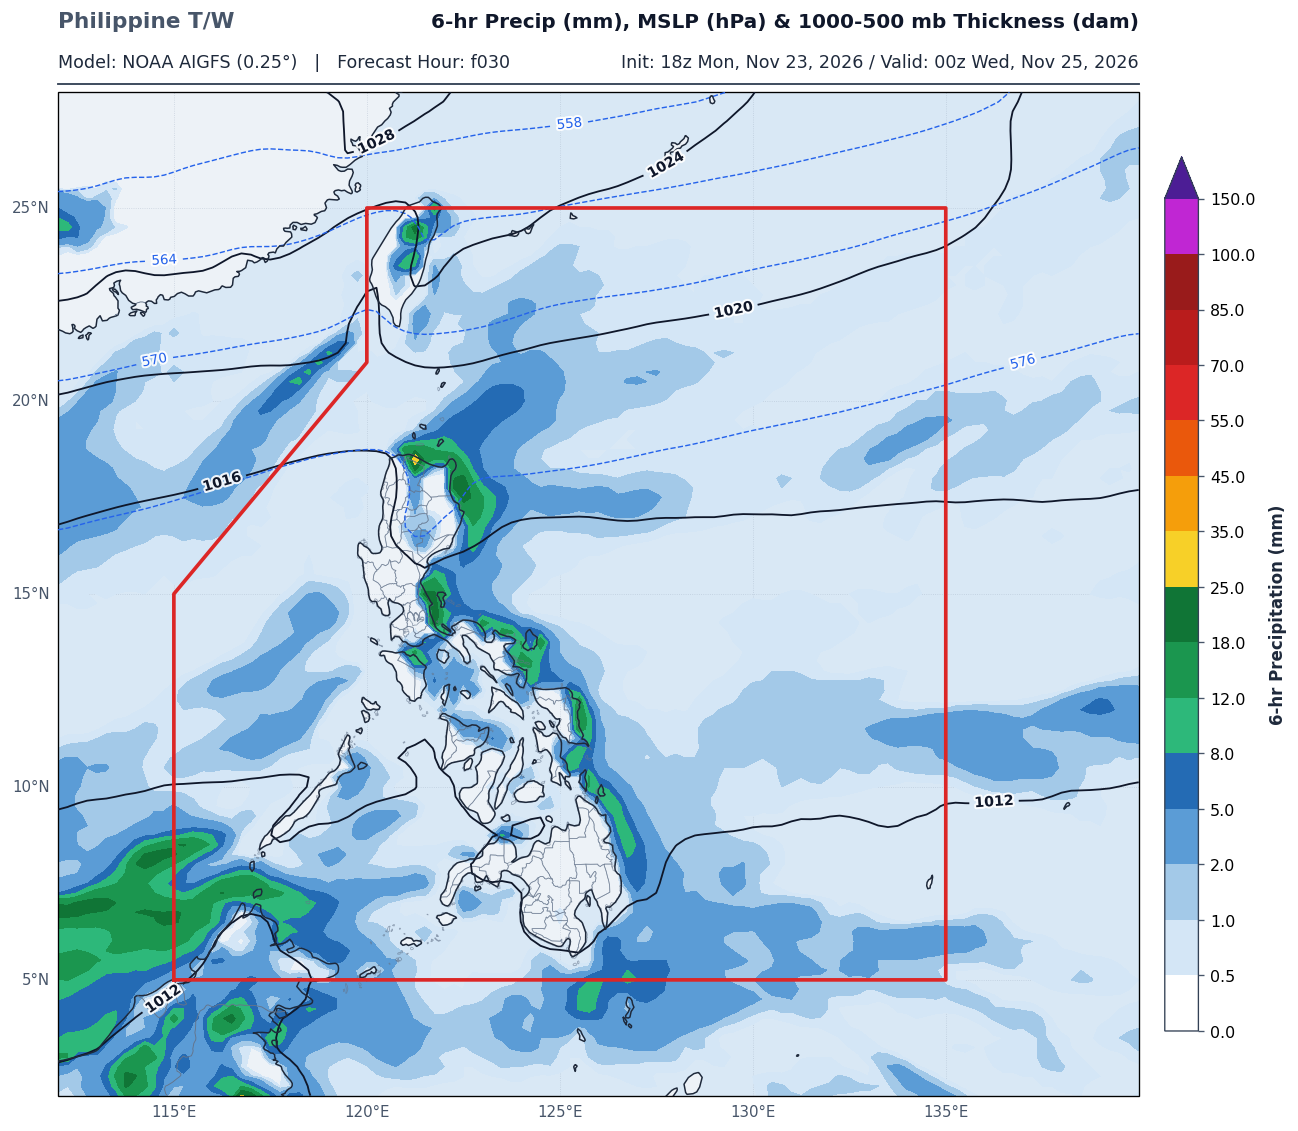 Philippine T/W
6-hr Precip (mm), MSLP (hPa) & 1000-500 mb Thickness (dam)
Model: NOAA AIGFS (0.25°) | Forecast Hour: f030
Init: 18z Mon, Nov 23, 2026 / Valid: 00z Wed, Nov 25, 2026
558
1028
1024
25°N
564
1020
570
576
20°N
1016
15°N
10°N
1012
5°N
1012
115°E
120°E
125°E
130°E
135°E
150.0
100.0
85.0
70.0
55.0
45.0
35.0
25.0
18.0
12.0
8.0
5.0
2.0
1.0
0.5
0.0
6-hr Precipitation (mm)